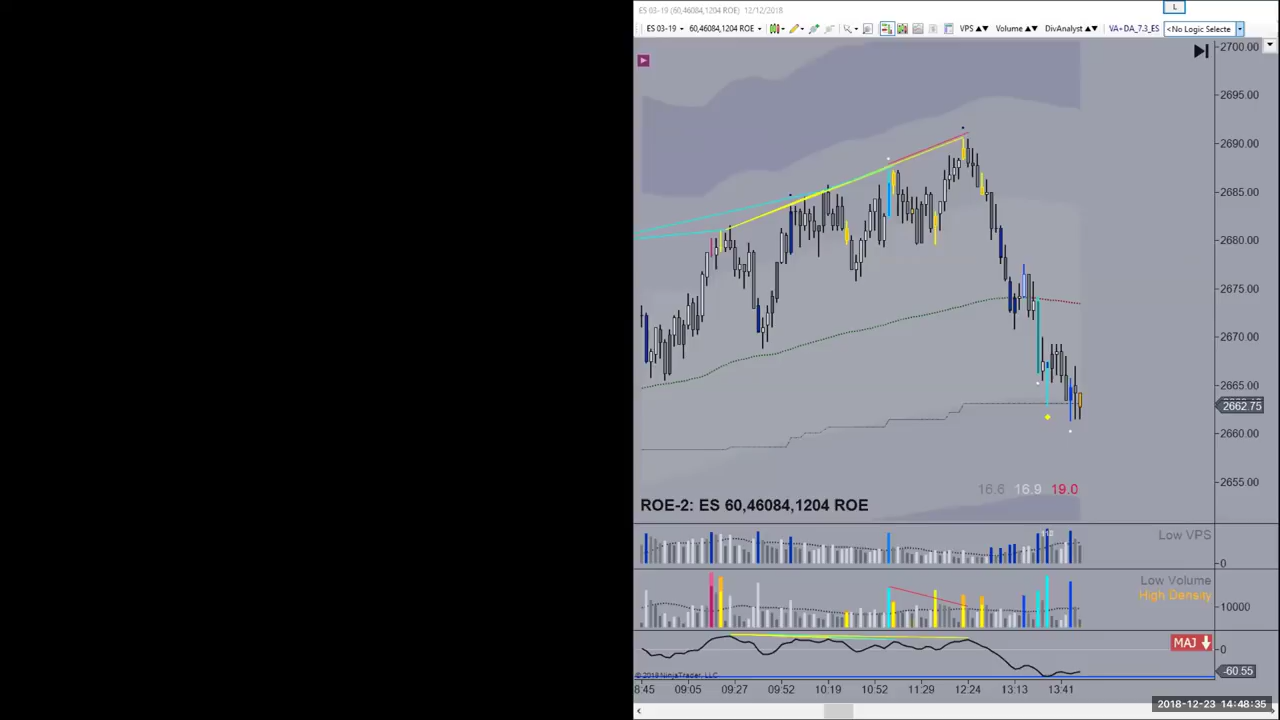 ES 03-19 (60,46084,1204 ROE) 12/12/2018
L
ES 03-19 60,46084,1204 ROE VPS Volume DivAnalyst VA+DA_7.3_ES <No Logic Selecte
2700.00
2695.00
2690.00
2685.00
2680.00
2675.00
2670.00
2665.00
2662.75
2660.00
2655.00
16.6 16.9 19.0
ROE-2: ES 60,46084,1204 ROE
Low VPS
0
Low Volume
High Density
10000
MAJ
0
-60.55
© 2019 NinjaTrader, LLC
8:45 09:05 09:27 09:52 10:19 10:52 11:29 12:24 13:13 13:41
2018-12-23 14:48:35